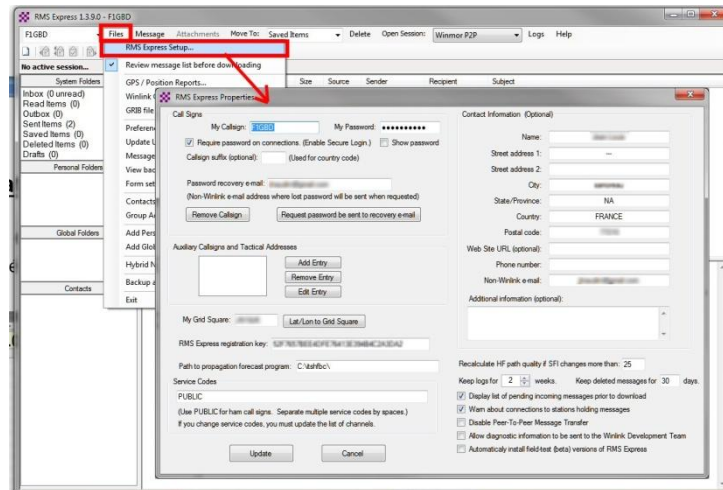 RMS Express 1.3.9.0 - F1GBD
F1GBD Files Message Attachments Move To: Saved Items Delete Open Session: Winmor P2P Logs Help
RMS Express Setup...
No active session...
Review message list before downloading
System Folders
GPS / Position Reports...
Size Source Sender Recipient Subject
Inbox (0 unread)
Read Items (0)
Outbox (0)
Sent Items (2)
Saved Items (0)
Deleted Items (0)
Drafts (0)
Personal Folders
Global Folders
Contacts
Winlink
GRIB file
Preferen
Update
Message
View bac
Form set
Contacts
Group A
Add Pers
Add Glo
Hybrid N
Backup a
Exit
RMS Express Properties
Call Signs
My Callsign: F1GBD My Password:
Require password on connections. (Enable Secure Login.) Show password
Callsign suffix (optional): (Used for country code)
Password recovery e-mail:
(Non-Winlink e-mail address where lost password will be sent when requested)
Remove Callsign Request password be sent to recovery e-mail
Auxiliary Callsigns and Tactical Addresses
Add Entry
Remove Entry
Edit Entry
My Grid Square: Lat/Lon to Grid Square
RMS Express registration key:
Path to propagation forecast program: C:\itshfbc\
Service Codes
PUBLIC
(Use PUBLIC for ham call signs. Separate multiple service codes by spaces.)
If you change service codes, you must update the list of channels.
Update Cancel
Contact Information (Optional)
Name:
Street address 1:
Street address 2:
City:
State/Province: NA
Country: FRANCE
Postal code:
Web Site URL (optional):
Phone number:
Non-Winlink e-mail:
Additional information (optional):
Recalculate HF path quality if SFI changes more than: 25
Keep logs for 2 weeks. Keep deleted messages for 30 days.
Display list of pending incoming messages prior to download
Warn about connections to stations holding messages
Disable Peer-To-Peer Message Transfer
Allow diagnostic information to be sent to the Winlink Development Team
Automaticaly install field-test (beta) versions of RMS Express